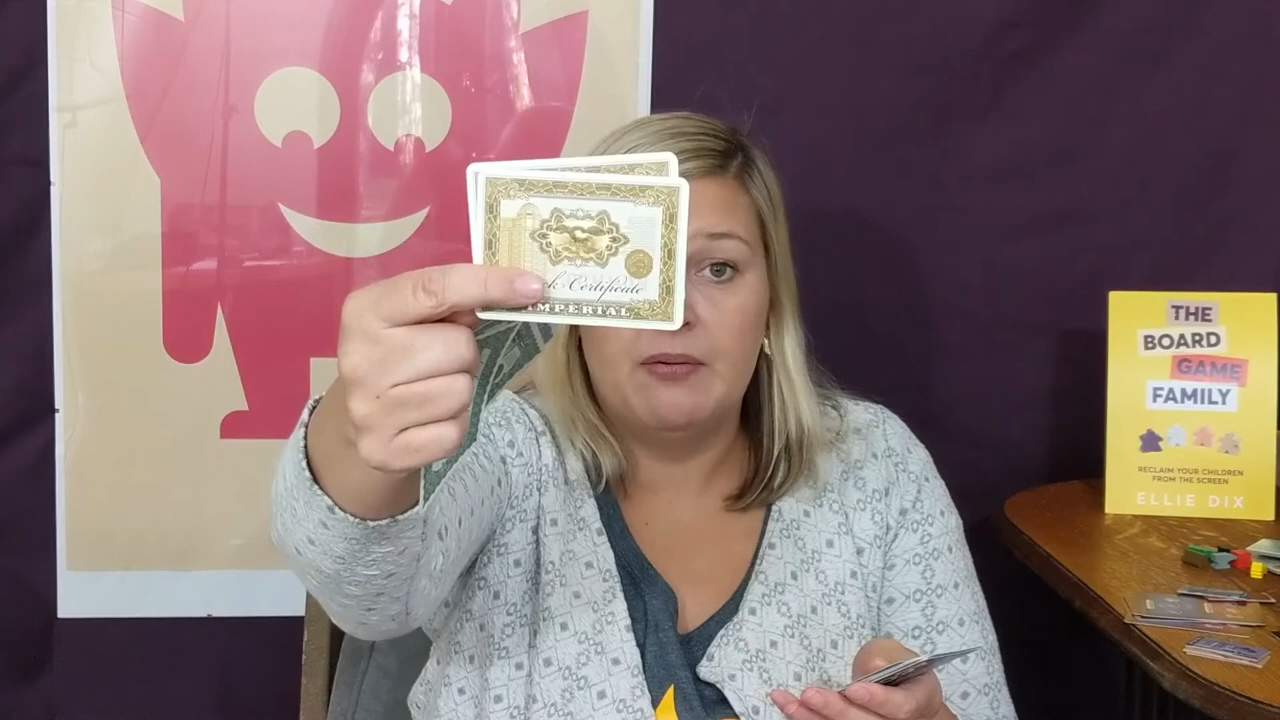 Certificate
IMPERIAL
THE
BOARD
GAME
FAMILY
RECLAIM YOUR CHILDREN
FROM THE SCREEN
ELLIE DIX